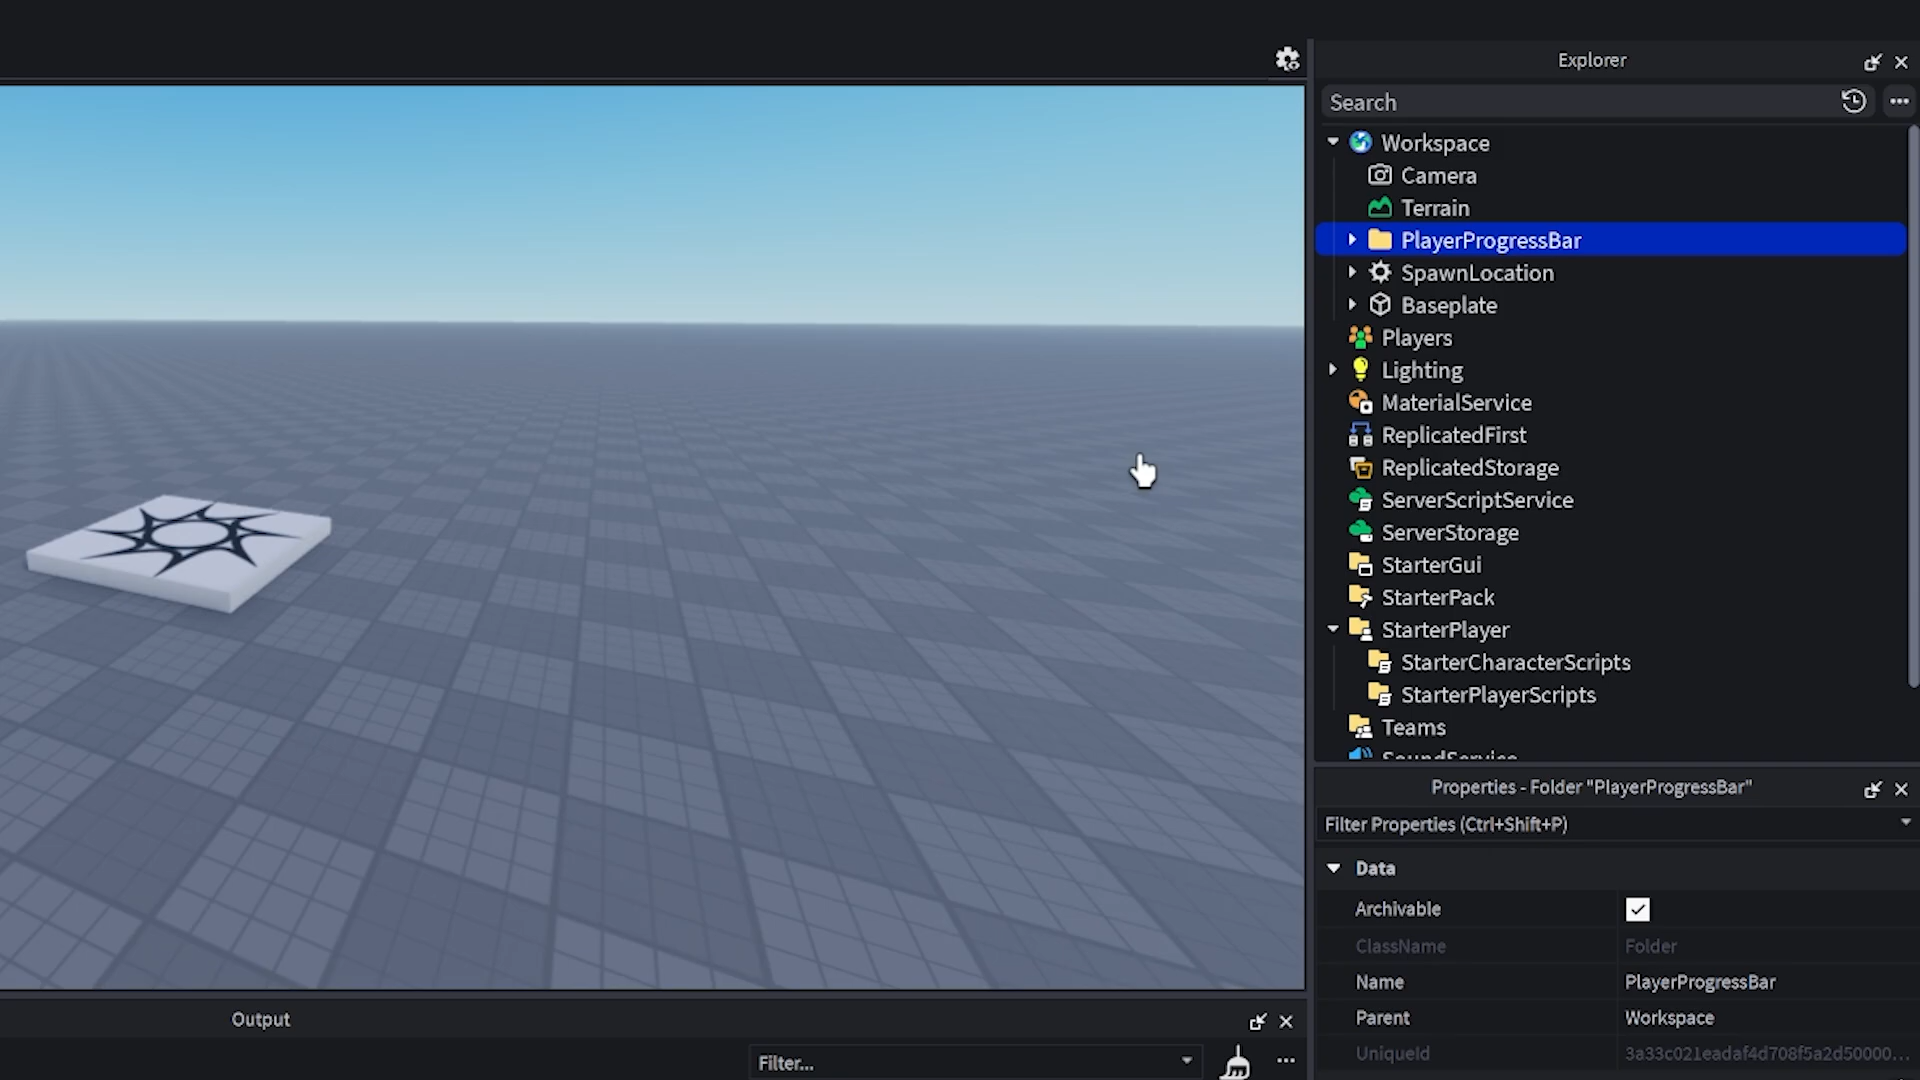 Explorer
Search
Workspace
Camera
Terrain
PlayerProgressBar
SpawnLocation
Baseplate
Players
Lighting
MaterialService
ReplicatedFirst
ReplicatedStorage
ServerScriptService
ServerStorage
StarterGui
StarterPack
StarterPlayer
StarterCharacterScripts
StarterPlayerScripts
Teams
SoundService
Properties - Folder "PlayerProgressBar"
Filter Properties (Ctrl+Shift+P)
Data
Archivable
ClassName Folder
Name PlayerProgressBar
Parent Workspace
UniqueId 3a33c021eadaf4d708f5a2d50000...
Output
Filter...